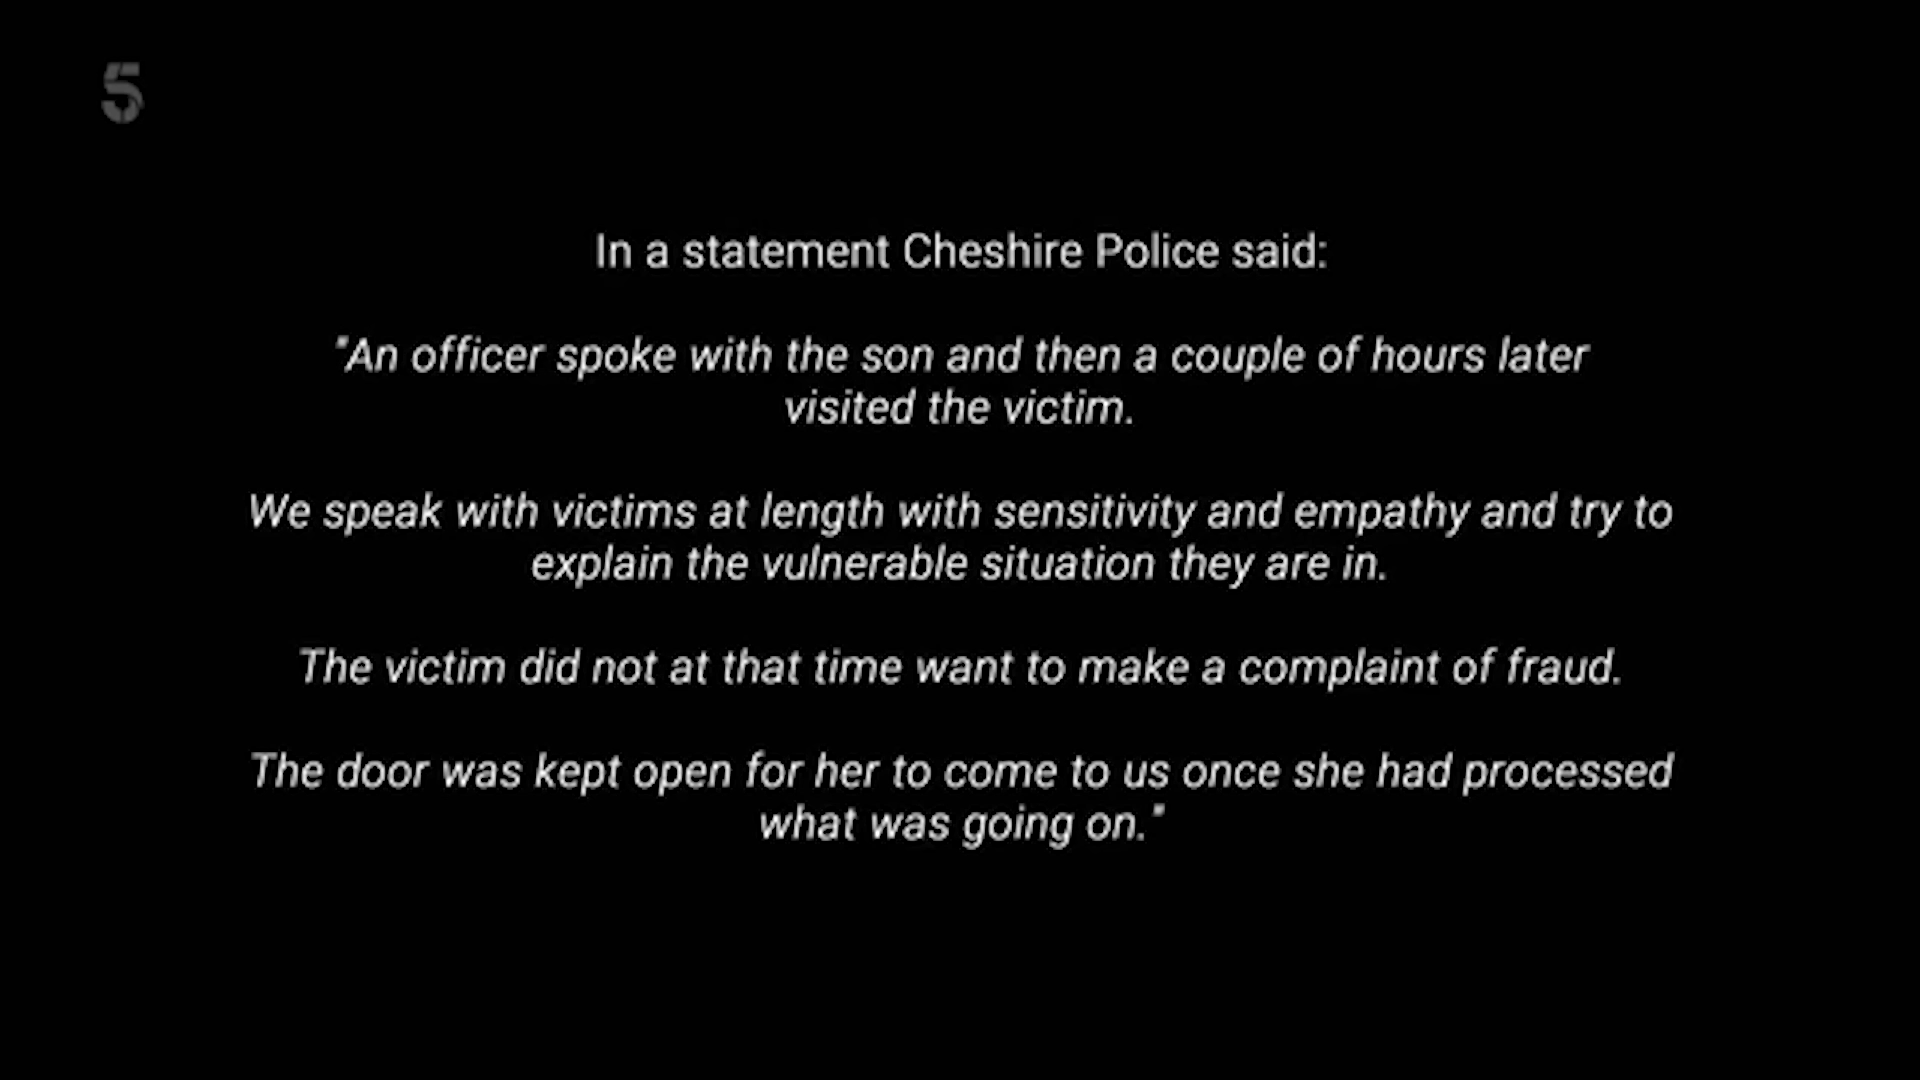 5
In a statement Cheshire Police said:
"An officer spoke with the son and then a couple of hours later
visited the victim.
We speak with victims at length with sensitivity and empathy and try to
explain the vulnerable situation they are in.
The victim did not at that time want to make a complaint of fraud.
The door was kept open for her to come to us once she had processed
what was going on."